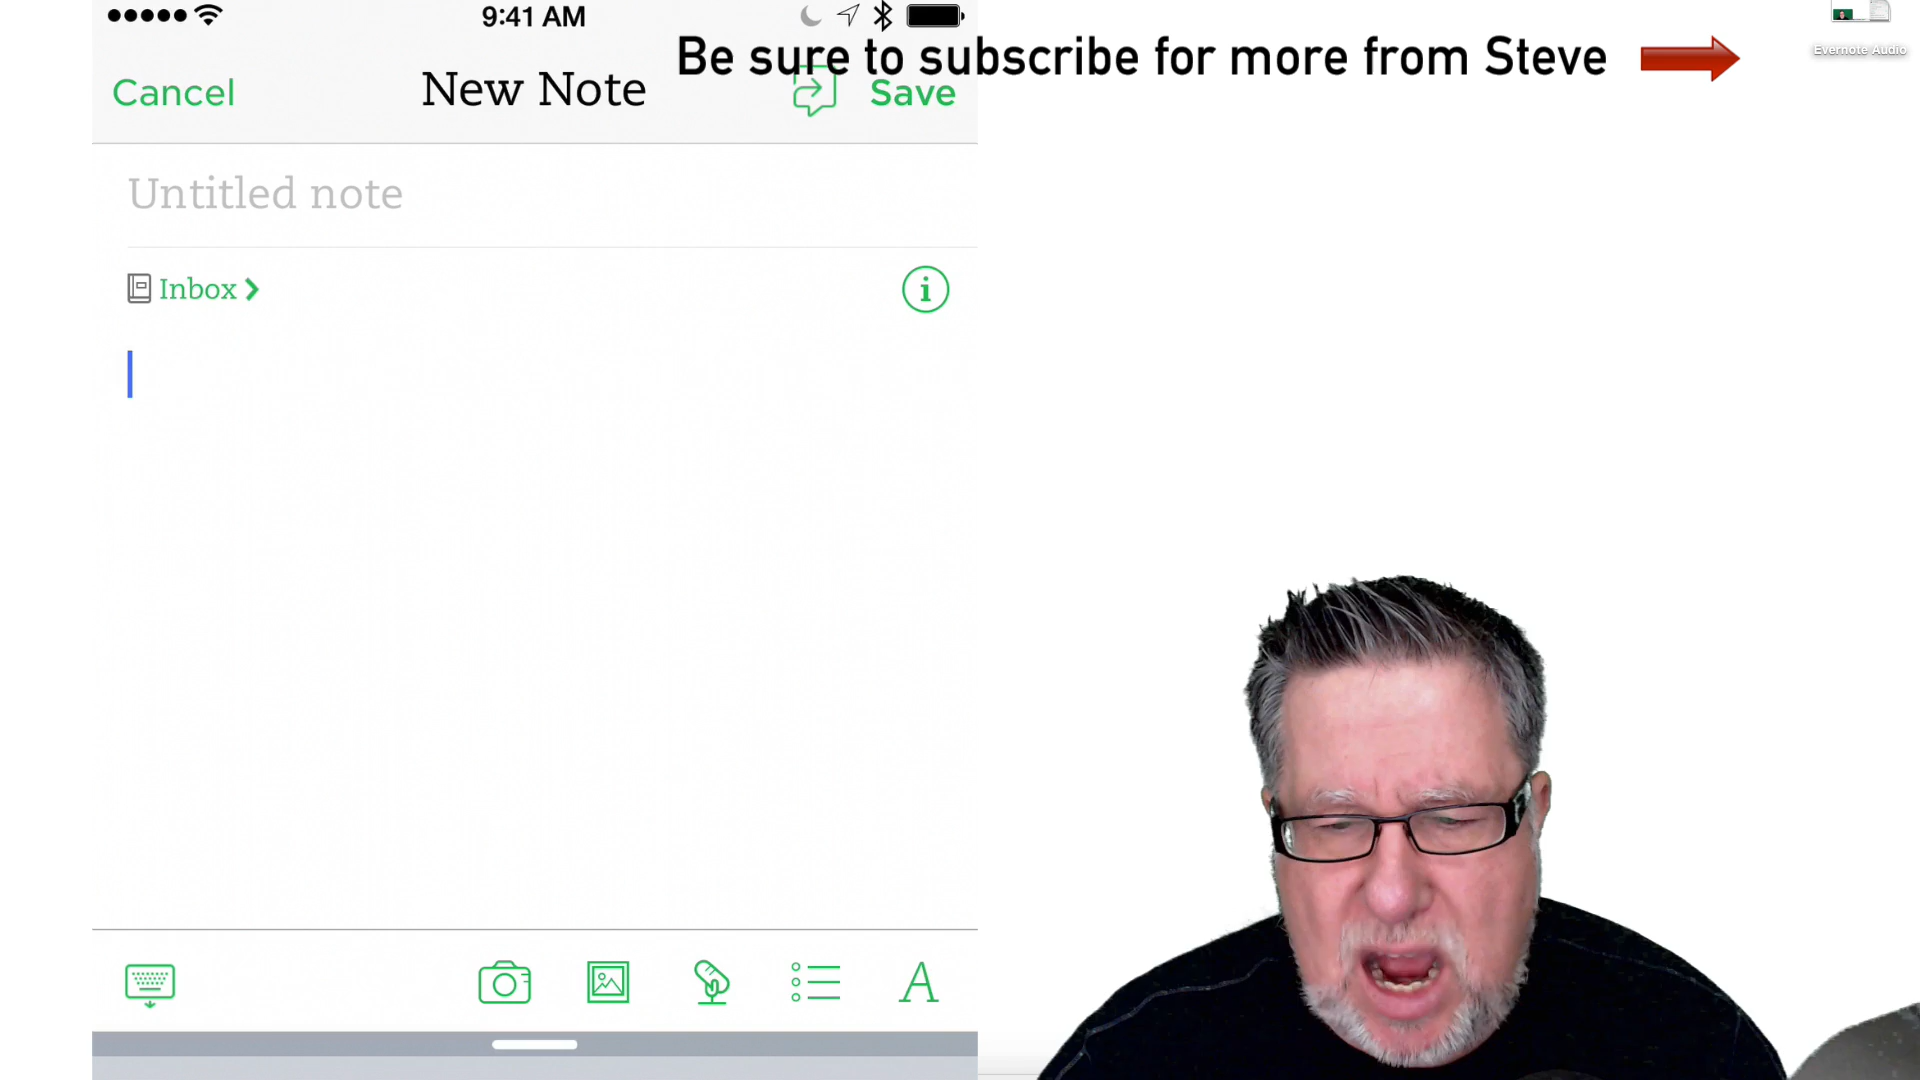 9:41 AM
Be sure to subscribe for more from Steve
Evernote Audio
Cancel
New Note
Save
Untitled note
Inbox